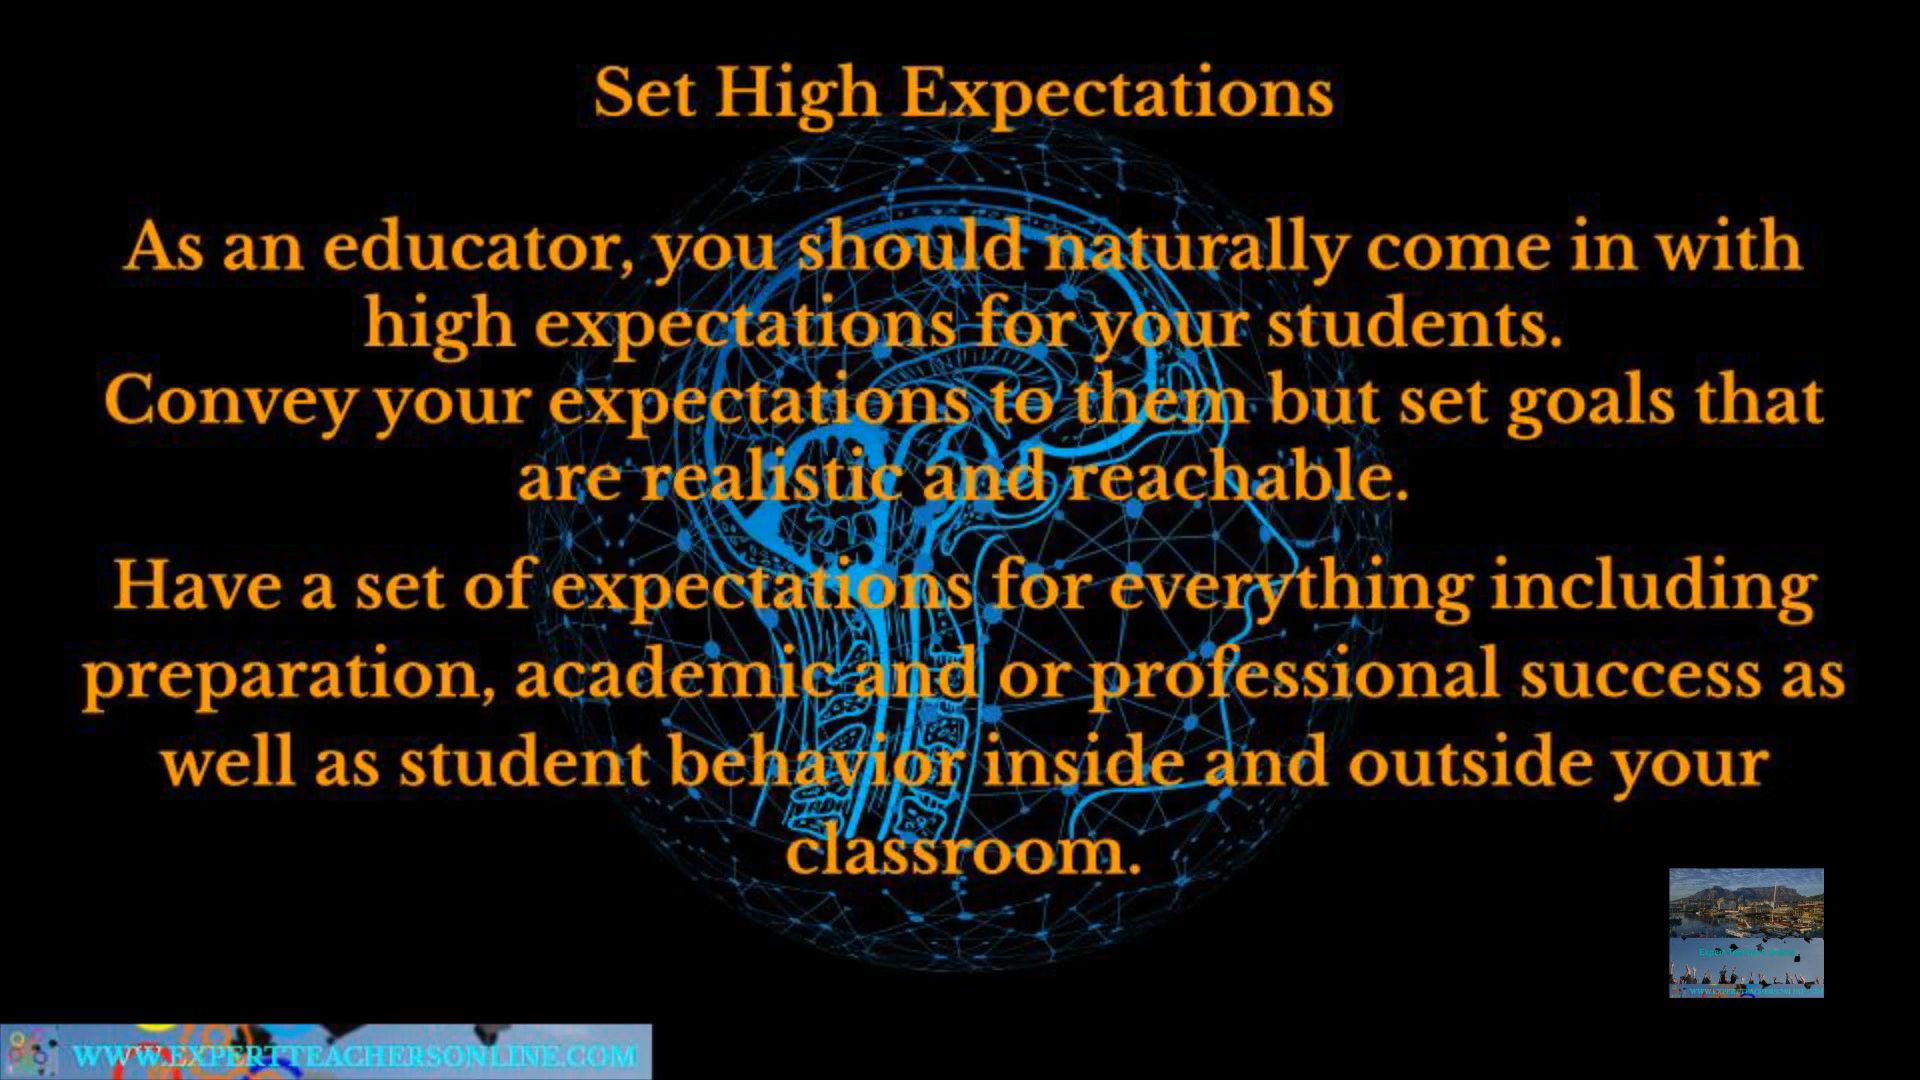 Set High Expectations
As an educator, you should naturally come in with
high expectations for your students.
Convey your expectations to them but set goals that
are realistic and reachable.
Have a set of expectations for everything including
preparation, academic and or professional success as
well as student behavior inside and outside your
classroom.
WWW.EXPERTTEACHERSONLINE.COM